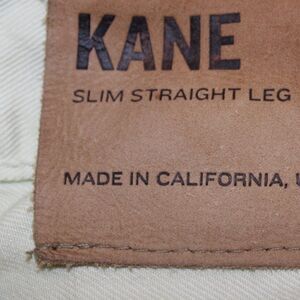 KANE
SLIM STRAIGHT LEG
MADE IN CALIFORNIA, U